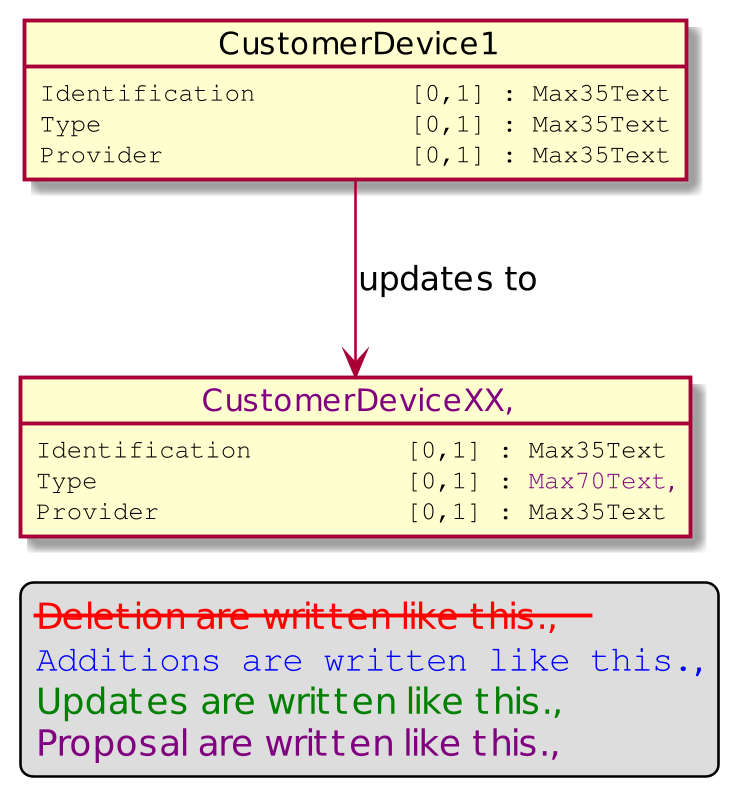 CustomerDevice1
Identification [0,1] : Max35Text
Type [0,1] : Max35Text
Provider [0,1] : Max35Text
updates to
CustomerDeviceXX,
Identification [0,1] : Max35Text
Type [0,1] : Max70Text,
Provider [0,1] : Max35Text
Deletion are written like this.,
Additions are written like this.,
Updates are written like this.,
Proposal are written like this.,